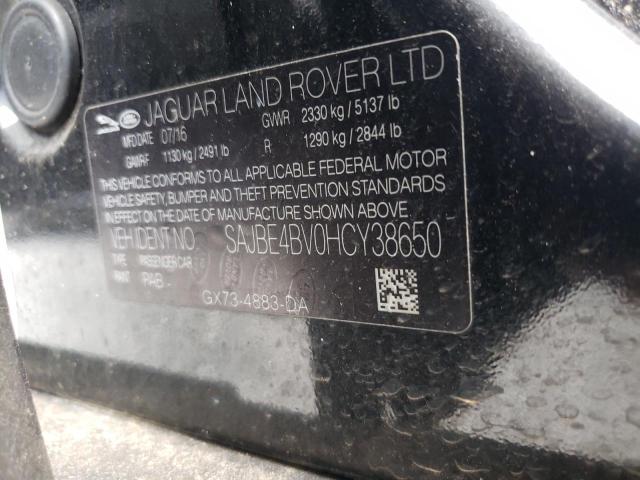 JAGUAR LAND ROVER LTD
MFD DATE 07/16 GVWR 2330 kg / 5137 lb
GAWR F 1130 kg / 2491 lb R 1290 kg / 2844 lb
THIS VEHICLE CONFORMS TO ALL APPLICABLE FEDERAL MOTOR
VEHICLE SAFETY, BUMPER AND THEFT PREVENTION STANDARDS
IN EFFECT ON THE DATE OF MANUFACTURE SHOWN ABOVE
VEH IDENT NO. SAJBE4BV0HCY38650
TYPE PASSENGER CAR
PAINT PAB -
GX73-4883-DA